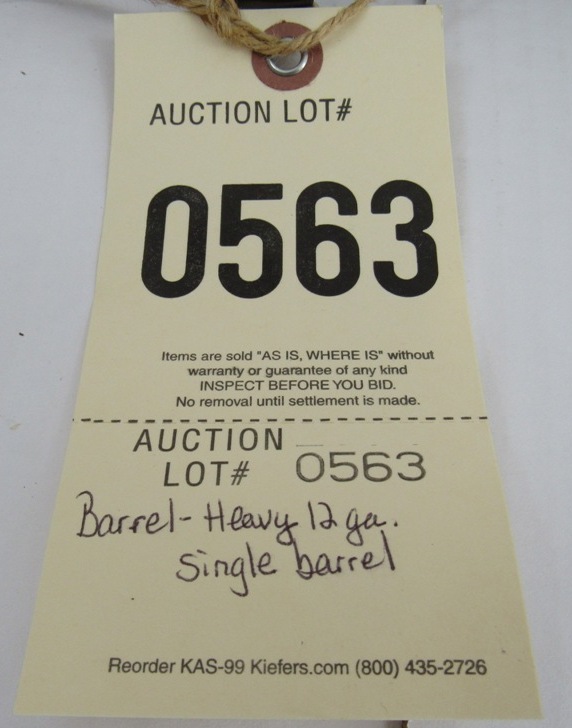 AUCTION LOT#
0563
Items are sold "AS IS, WHERE IS" without
warranty or guarantee of any kind
INSPECT BEFORE YOU BID.
No removal until settlement is made.
AUCTION
LOT# 0563
Barrel - Heavy 12 ga.
single barrel
Reorder KAS-99 Kiefers.com (800) 435-2726